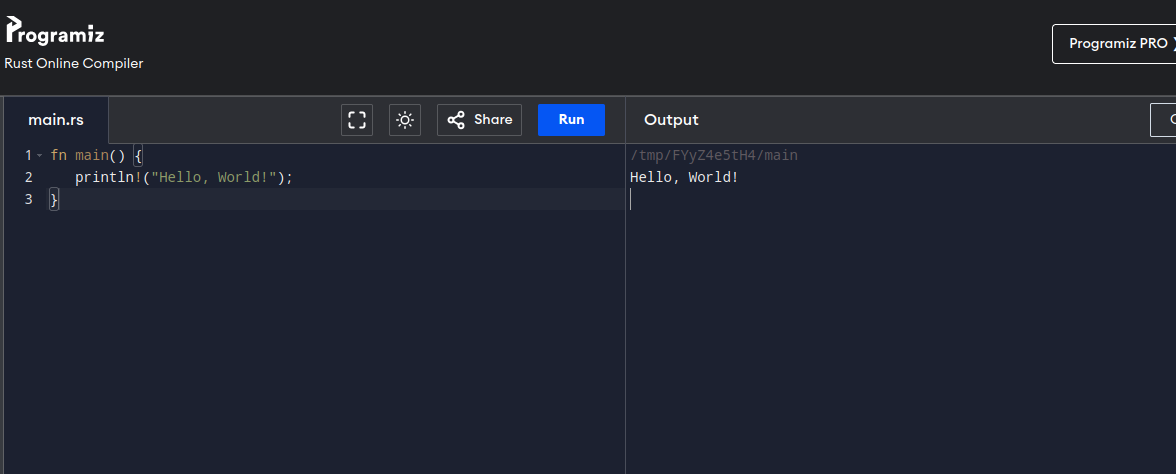 Programiz
Rust Online Compiler
Programiz PRO
main.rs
Share
Run
Output
1 fn main() {
2 println!("Hello, World!");
3 }
/tmp/FYyZ4e5tH4/main
Hello, World!